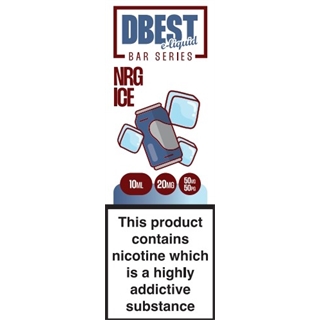 DBEST
e-liquid
BAR SERIES
NRG
ICE
10ML
20MG
50VG
50PG
This product
contains
nicotine which
is a highly
addictive
substance